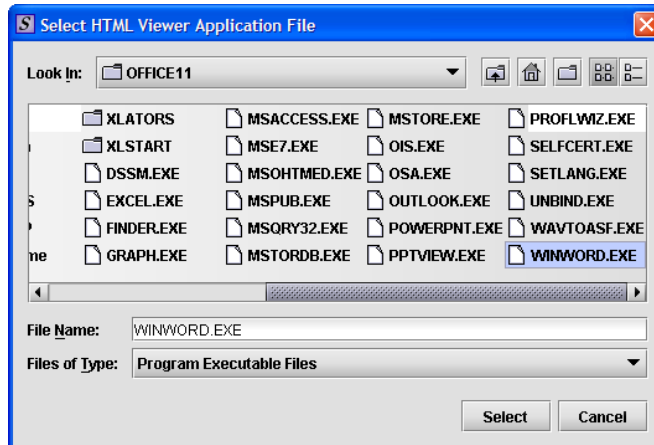 S Select HTML Viewer Application File
Look In: OFFICE11
XLATORS MSACCESS.EXE MSTORE.EXE PROFLWIZ.EXE
XLSTART MSE7.EXE OIS.EXE SELFCERT.EXE
DSSM.EXE MSOHTMED.EXE OSA.EXE SETLANG.EXE
S EXCEL.EXE MSPUB.EXE OUTLOOK.EXE UNBIND.EXE
FINDER.EXE MSQRY32.EXE POWERPNT.EXE WAVTOASF.EXE
me GRAPH.EXE MSTORDB.EXE PPTVIEW.EXE WINWORD.EXE
File Name: WINWORD.EXE
Files of Type: Program Executable Files
Select Cancel